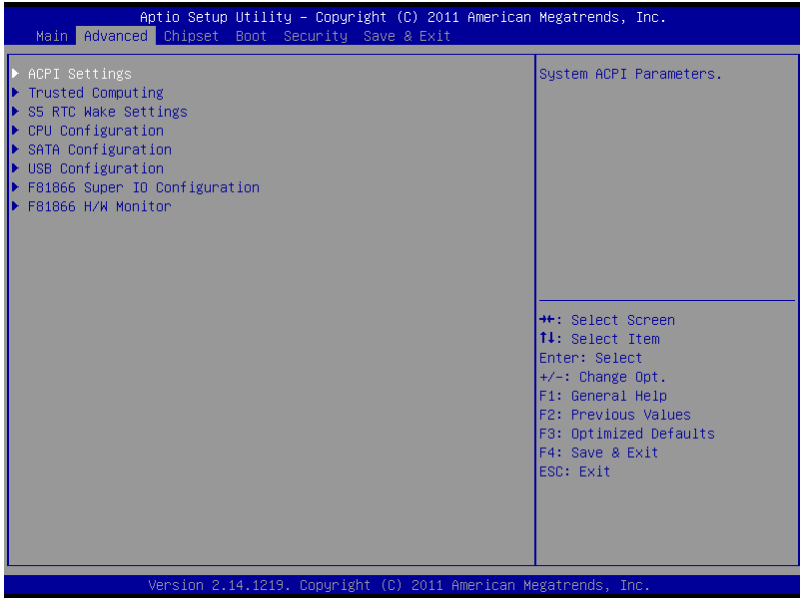 Aptio Setup Utility – Copyright (C) 2011 American Megatrends, Inc.
Main Advanced Chipset Boot Security Save & Exit
ACPI Settings
Trusted Computing
S5 RTC Wake Settings
CPU Configuration
SATA Configuration
USB Configuration
F81866 Super IO Configuration
F81866 H/W Monitor
System ACPI Parameters.
→←: Select Screen
↑↓: Select Item
Enter: Select
+/-: Change Opt.
F1: General Help
F2: Previous Values
F3: Optimized Defaults
F4: Save & Exit
ESC: Exit
Version 2.14.1219. Copyright (C) 2011 American Megatrends, Inc.